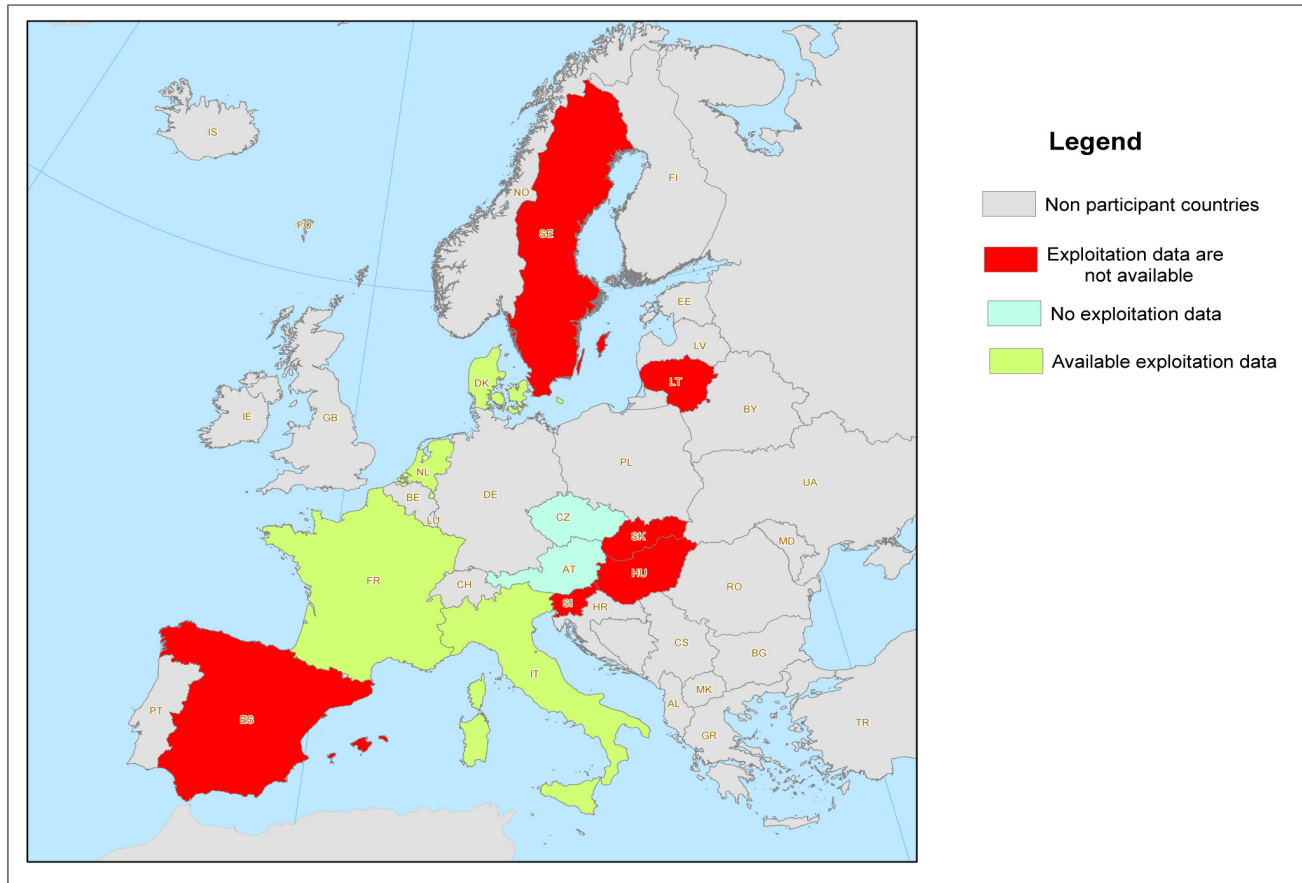 IS
FO
NO
SE
FI
EE
LV
LT
DK
IE
GB
BY
NL
PL
DE
BE
LU
UA
CZ
SK
MD
FR
CH
AT
HU
RO
SI
HR
CS
BG
IT
MK
AL
PT
ES
GR
TR
Legend
Non participant countries
Exploitation data are
not available
No exploitation data
Available exploitation data